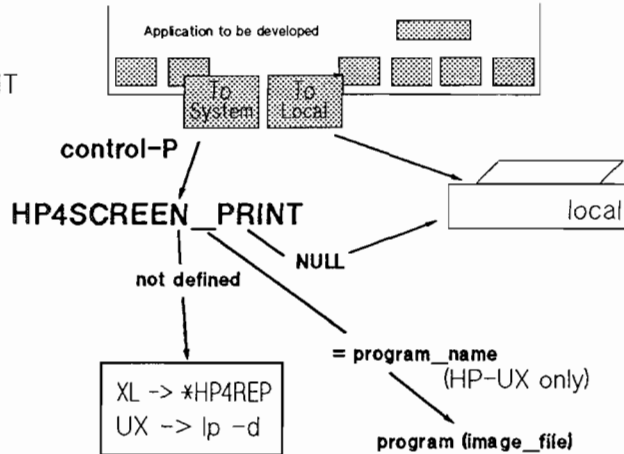 Application to be developed
IT
To System
To Local
control-P
HP4SCREEN_PRINT
local
NULL
not defined
= program_name
(HP-UX only)
XL -> *HP4REP
UX -> lp -d
program (image_file)